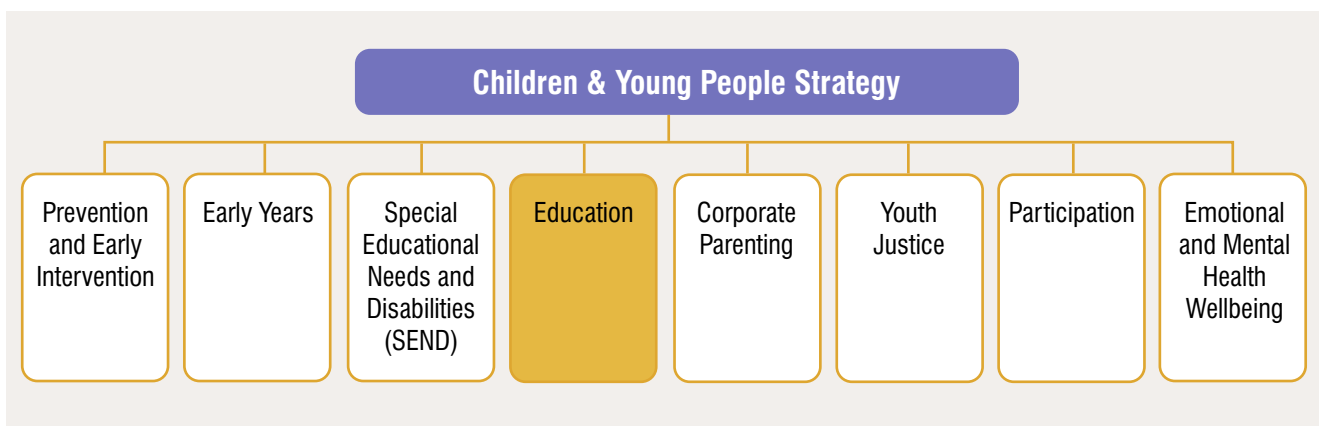 Children & Young People Strategy
Prevention
and Early
Intervention
Early Years
Special
Educational
Needs and
Disabilities
(SEND)
Education
Corporate
Parenting
Youth
Justice
Participation
Emotional
and Mental
Health
Wellbeing